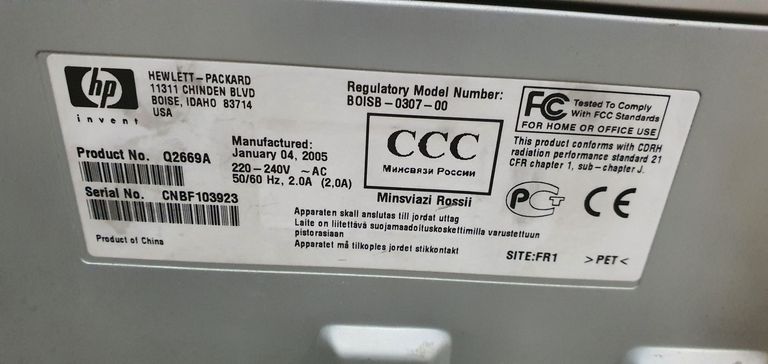 hp
invent
HEWLETT-PACKARD
11311 CHINDEN BLVD
BOISE, IDAHO 83714
USA
Product No. Q2669A
Serial No. CNBF103923
Product of China
Manufactured:
January 04, 2005
220-240V ~ AC
50/60 Hz, 2.0A (2,0A)
Regulatory Model Number:
BOISB-0307-00
CCC
Минсвязи России
Minsviazi Rossii
Apparaten skall anslutas till jordat uttag
Laite on liitettävä suojamaadoituskoskettimilla varustettuun
pistorasiaan
Apparatet må tilkoples jordet stikkontakt
FC Tested To Comply
With FCC Standards
FOR HOME OR OFFICE USE
This product conforms with CDRH
radiation performance standard 21
CFR chapter 1, sub-chapter J.
РСТ CE
SITE:FR1 >PET<